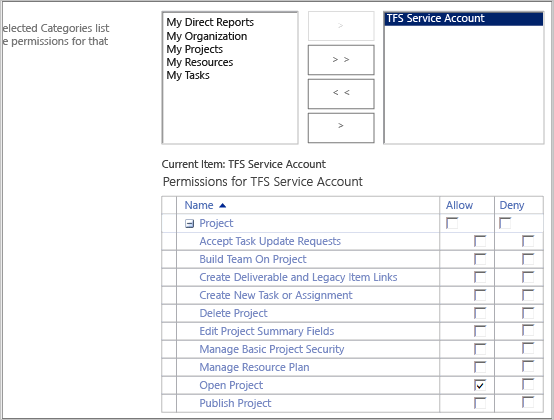 elected Categories list
e permissions for that
My Direct Reports
My Organization
My Projects
My Resources
My Tasks
>
> >
< <
>
TFS Service Account
Current Item: TFS Service Account
Permissions for TFS Service Account
Name Allow Deny
Project
Accept Task Update Requests
Build Team On Project
Create Deliverable and Legacy Item Links
Create New Task or Assignment
Delete Project
Edit Project Summary Fields
Manage Basic Project Security
Manage Resource Plan
Open Project
Publish Project